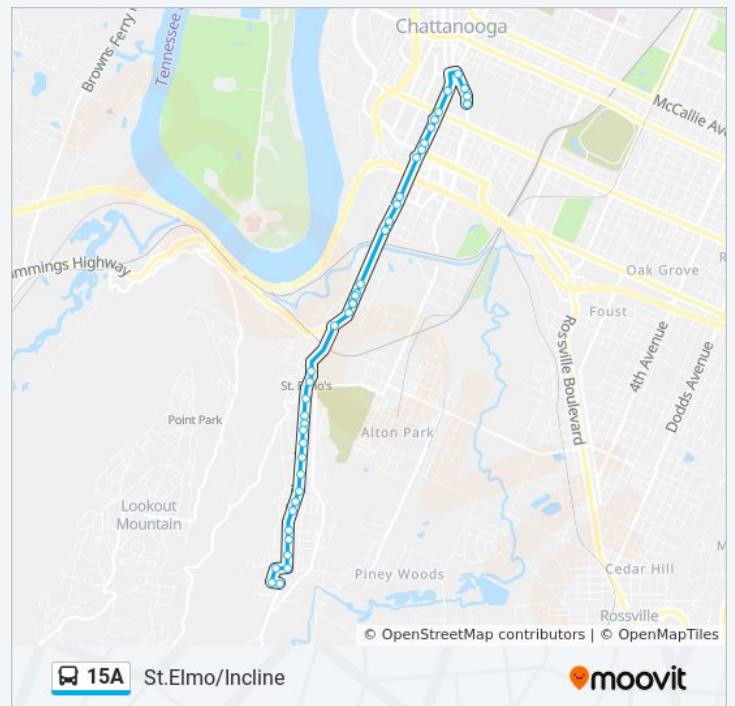 Chattanooga
Browns Ferry
Tennessee
McCallie Ave
ammings Highway
Oak Grove
Foust
Rossville Boulevard
4th Avenue
Dodds Avenue
St. Elmo's
Point Park
Alton Park
Lookout
Mountain
Piney Woods
Cedar Hill
Rossville
© OpenStreetMap contributors | © OpenMapTiles
15A St.Elmo/Incline
moovit